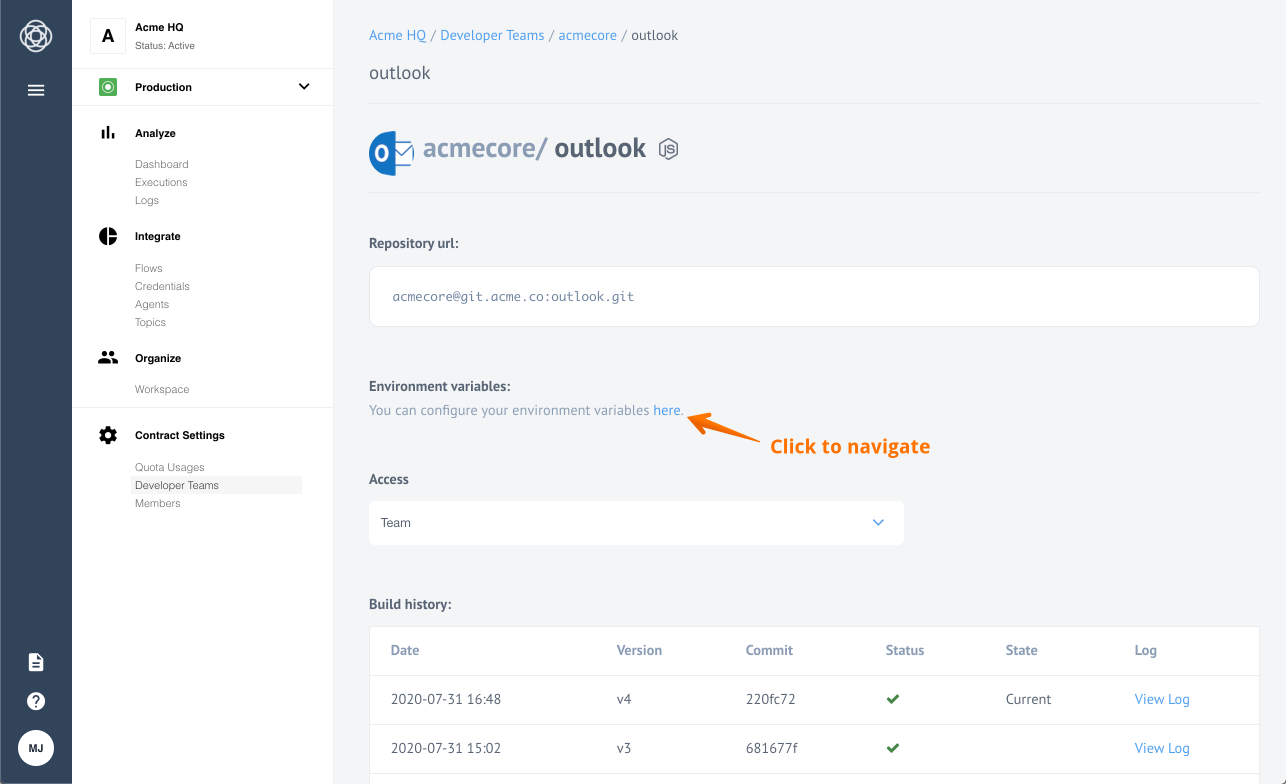 A
Acme HQ
Status: Active
Production
Analyze
Dashboard
Executions
Logs
Integrate
Flows
Credentials
Agents
Topics
Organize
Workspace
Contract Settings
Quota Usages
Developer Teams
Members
?
MJ
Acme HQ / Developer Teams / acmecore / outlook
outlook
O acmecore/ outlook JS
Repository url:
acmecore@git.acme.co:outlook.git
Environment variables:
You can configure your environment variables here.
Click to navigate
Access
Team
Build history:
Date Version Commit Status State Log
2020-07-31 16:48 v4 220fc72 Current View Log
2020-07-31 15:02 v3 681677f View Log